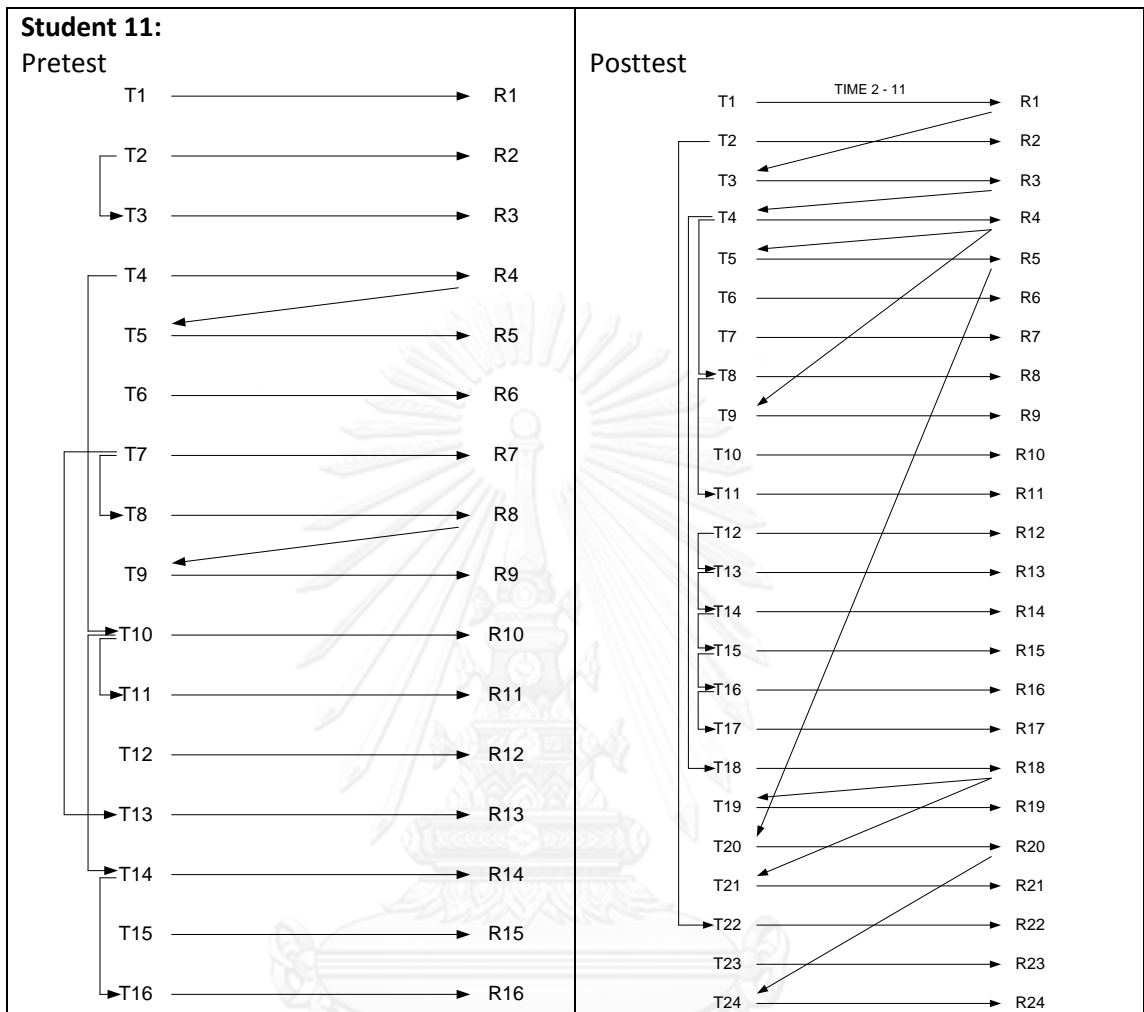 Student 11:
Pretest
T1 R1
T2 R2
T3 R3
T4 R4
T5 R5
T6 R6
T7 R7
T8 R8
T9 R9
T10 R10
T11 R11
T12 R12
T13 R13
T14 R14
T15 R15
T16 R16
Posttest
TIME 2 - 11
T1 R1
T2 R2
T3 R3
T4 R4
T5 R5
T6 R6
T7 R7
T8 R8
T9 R9
T10 R10
T11 R11
T12 R12
T13 R13
T14 R14
T15 R15
T16 R16
T17 R17
T18 R18
T19 R19
T20 R20
T21 R21
T22 R22
T23 R23
T24 R24